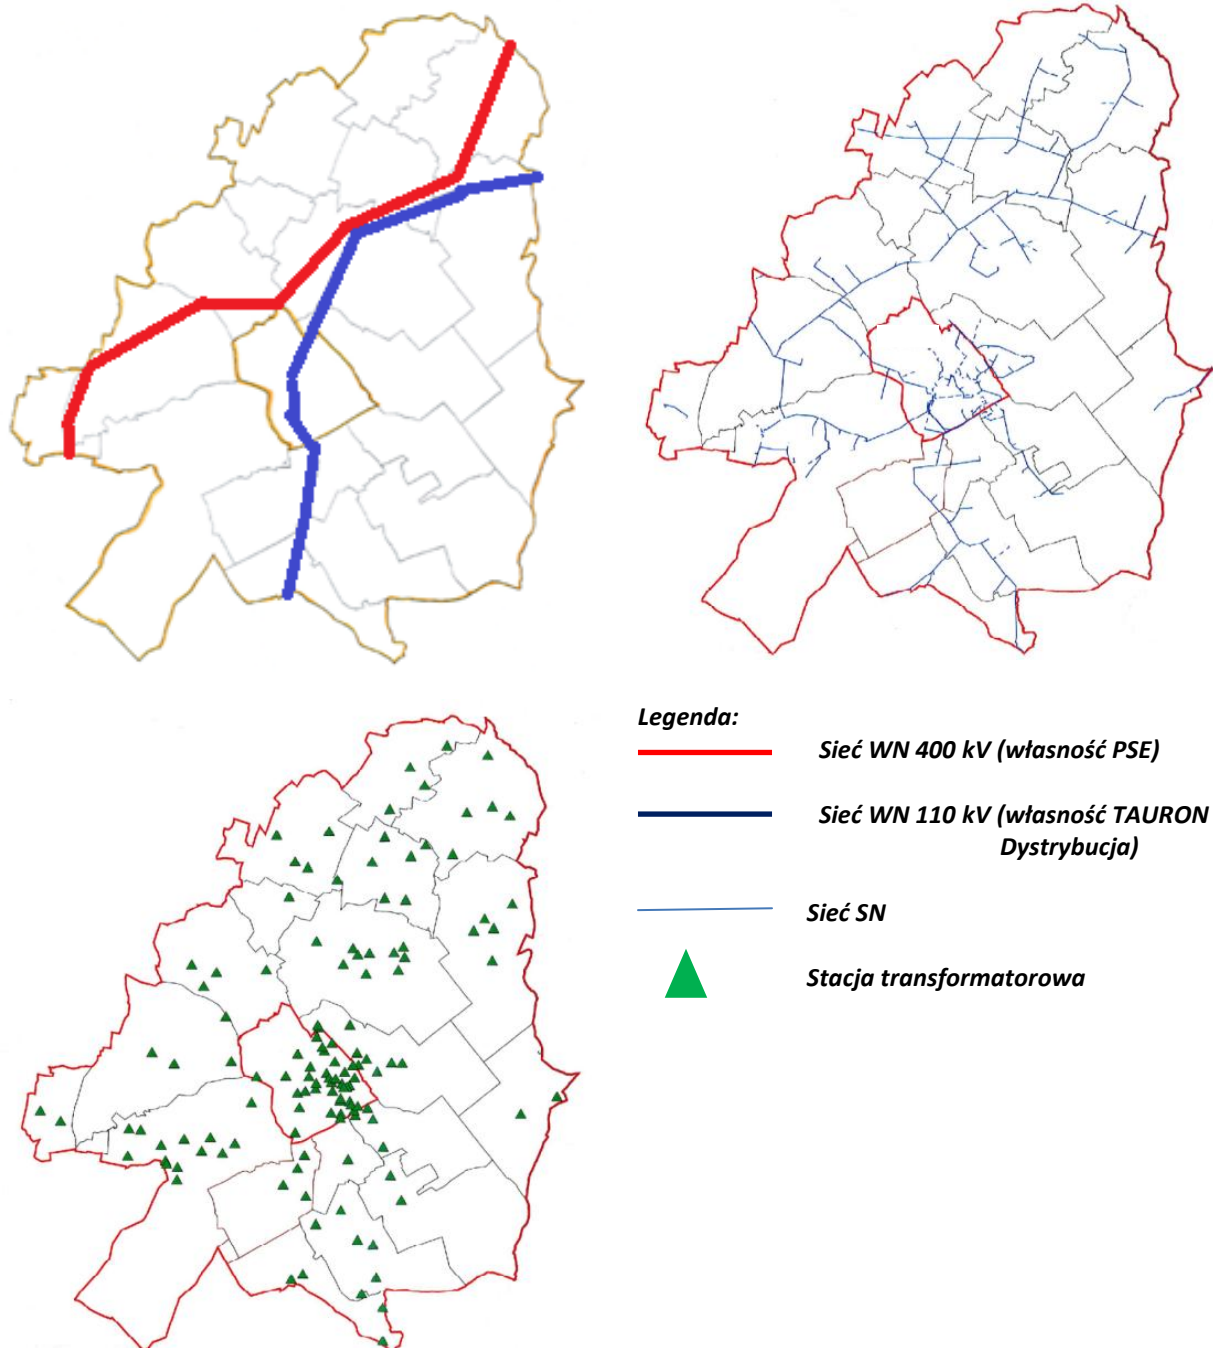 Legenda:
Sieć WN 400 kV (własność PSE)
Sieć WN 110 kV (własność TAURON
Dystrybucja)
Sieć SN
Stacja transformatorowa